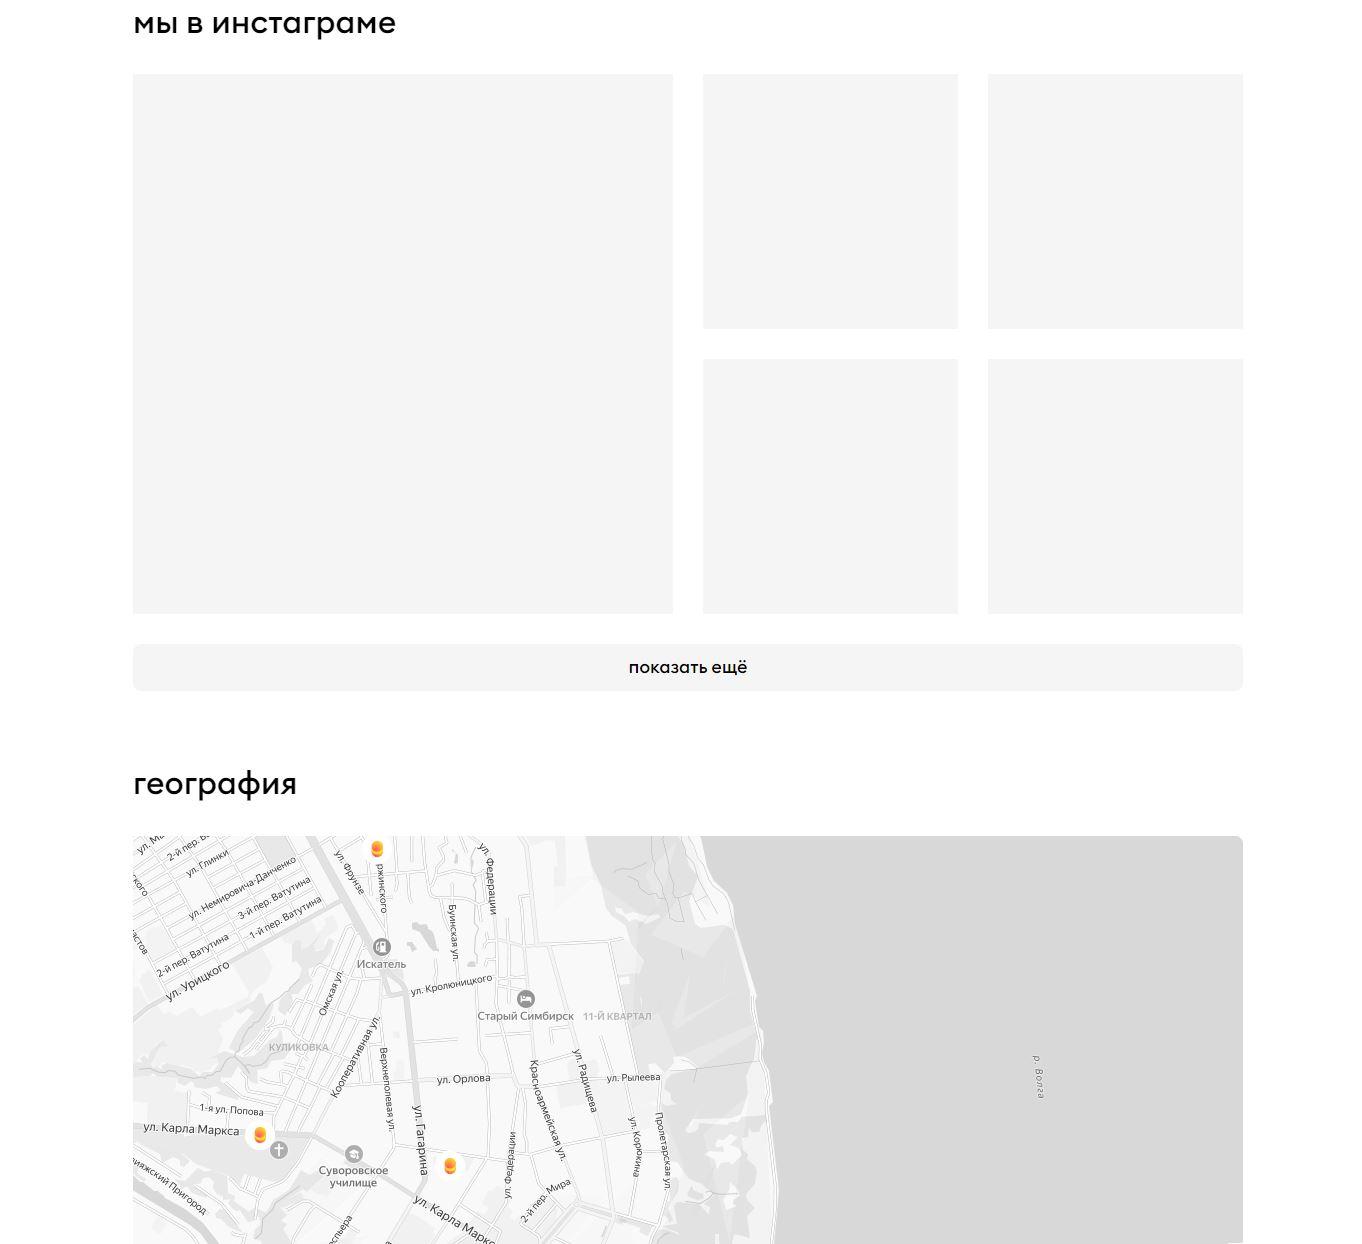 мы в инстаграме
показать ещё
география
2-й пер. В
ул. Глинки
ул. Немировича-Данченко
3-й пер. Ватутина
1-й пер. Ватутина
2-й пер. Ватутина
ул. Урицкого
ул. Фрунзе
ржинского
ул. Федерации
Буинская ул.
Искатель
ул. Кролюницкого
Омская ул.
Старый Симбирск
11-Й КВАРТАЛ
КУЛИКОВКА
Кооперативная ул.
Верхнеполевая ул.
ул. Орлова
Красноармейская ул.
ул. Радищева
ул. Рылеева
р. Волга
1-я ул. Попова
ул. Карла Маркса
ул. Гагарина
ул. Федерации
ул. Корюкина
Пролетарская ул.
Суворовское
училище
ияжский Пригород
2-й пер. Мира
ул. Карла Маркс